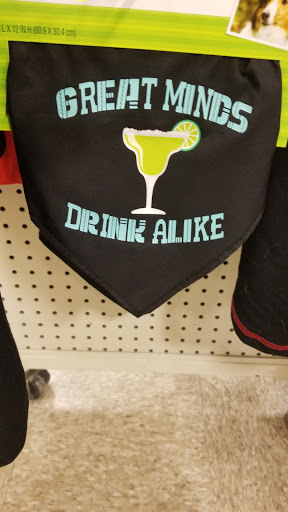 L X 12 IN H (60.9 X 30.4 cm)
GREAT MINDS
DRINK ALIKE